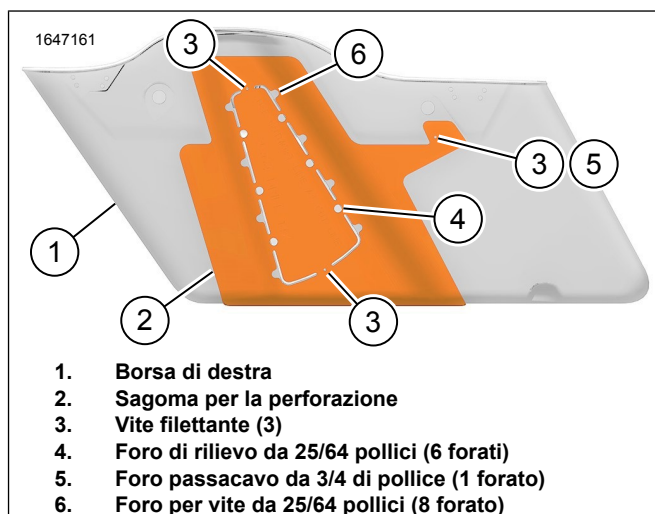 1647161
3
6
3
5
4
1
2
3
1. Borsa di destra
2. Sagoma per la perforazione
3. Vite filettante (3)
4. Foro di rilievo da 25/64 pollici (6 forati)
5. Foro passacavo da 3/4 di pollice (1 forato)
6. Foro per vite da 25/64 pollici (8 forato)